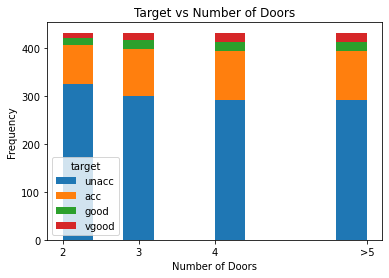 Target vs Number of Doors
Frequency
400
300
200
100
0
target
unacc
acc
good
vgood
2 3 4 >5
Number of Doors